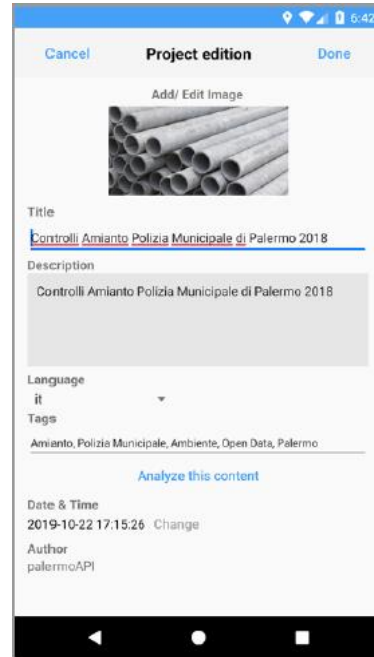 6:42
Cancel Project edition Done
Add/ Edit Image
Title
Controlli Amianto Polizia Municipale di Palermo 2018
Description
Controlli Amianto Polizia Municipale di Palermo 2018
Language
it
Tags
Amianto, Polizia Municipale, Ambiente, Open Data, Palermo
Analyze this content
Date & Time
2019-10-22 17:15:26 Change
Author
palermoAPI